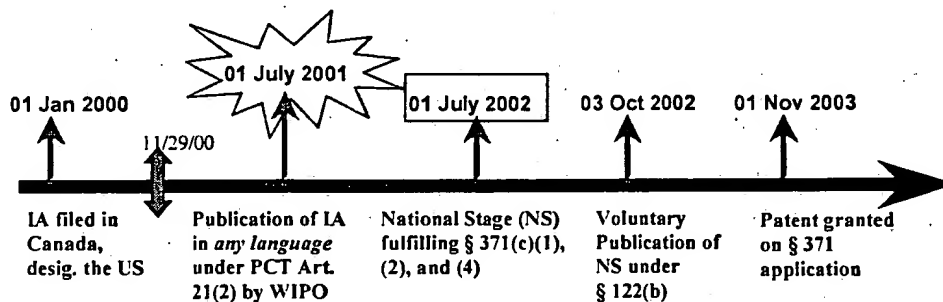 01 July 2001
01 Jan 2000
01 July 2002
03 Oct 2002
01 Nov 2003
11/29/00
IA filed in
Canada,
desig. the US
Publication of IA
in any language
under PCT Art.
21(2) by WIPO
National Stage (NS)
fulfilling § 371(c)(1),
(2), and (4)
Voluntary
Publication of
NS under
§ 122(b)
Patent granted
on § 371
application